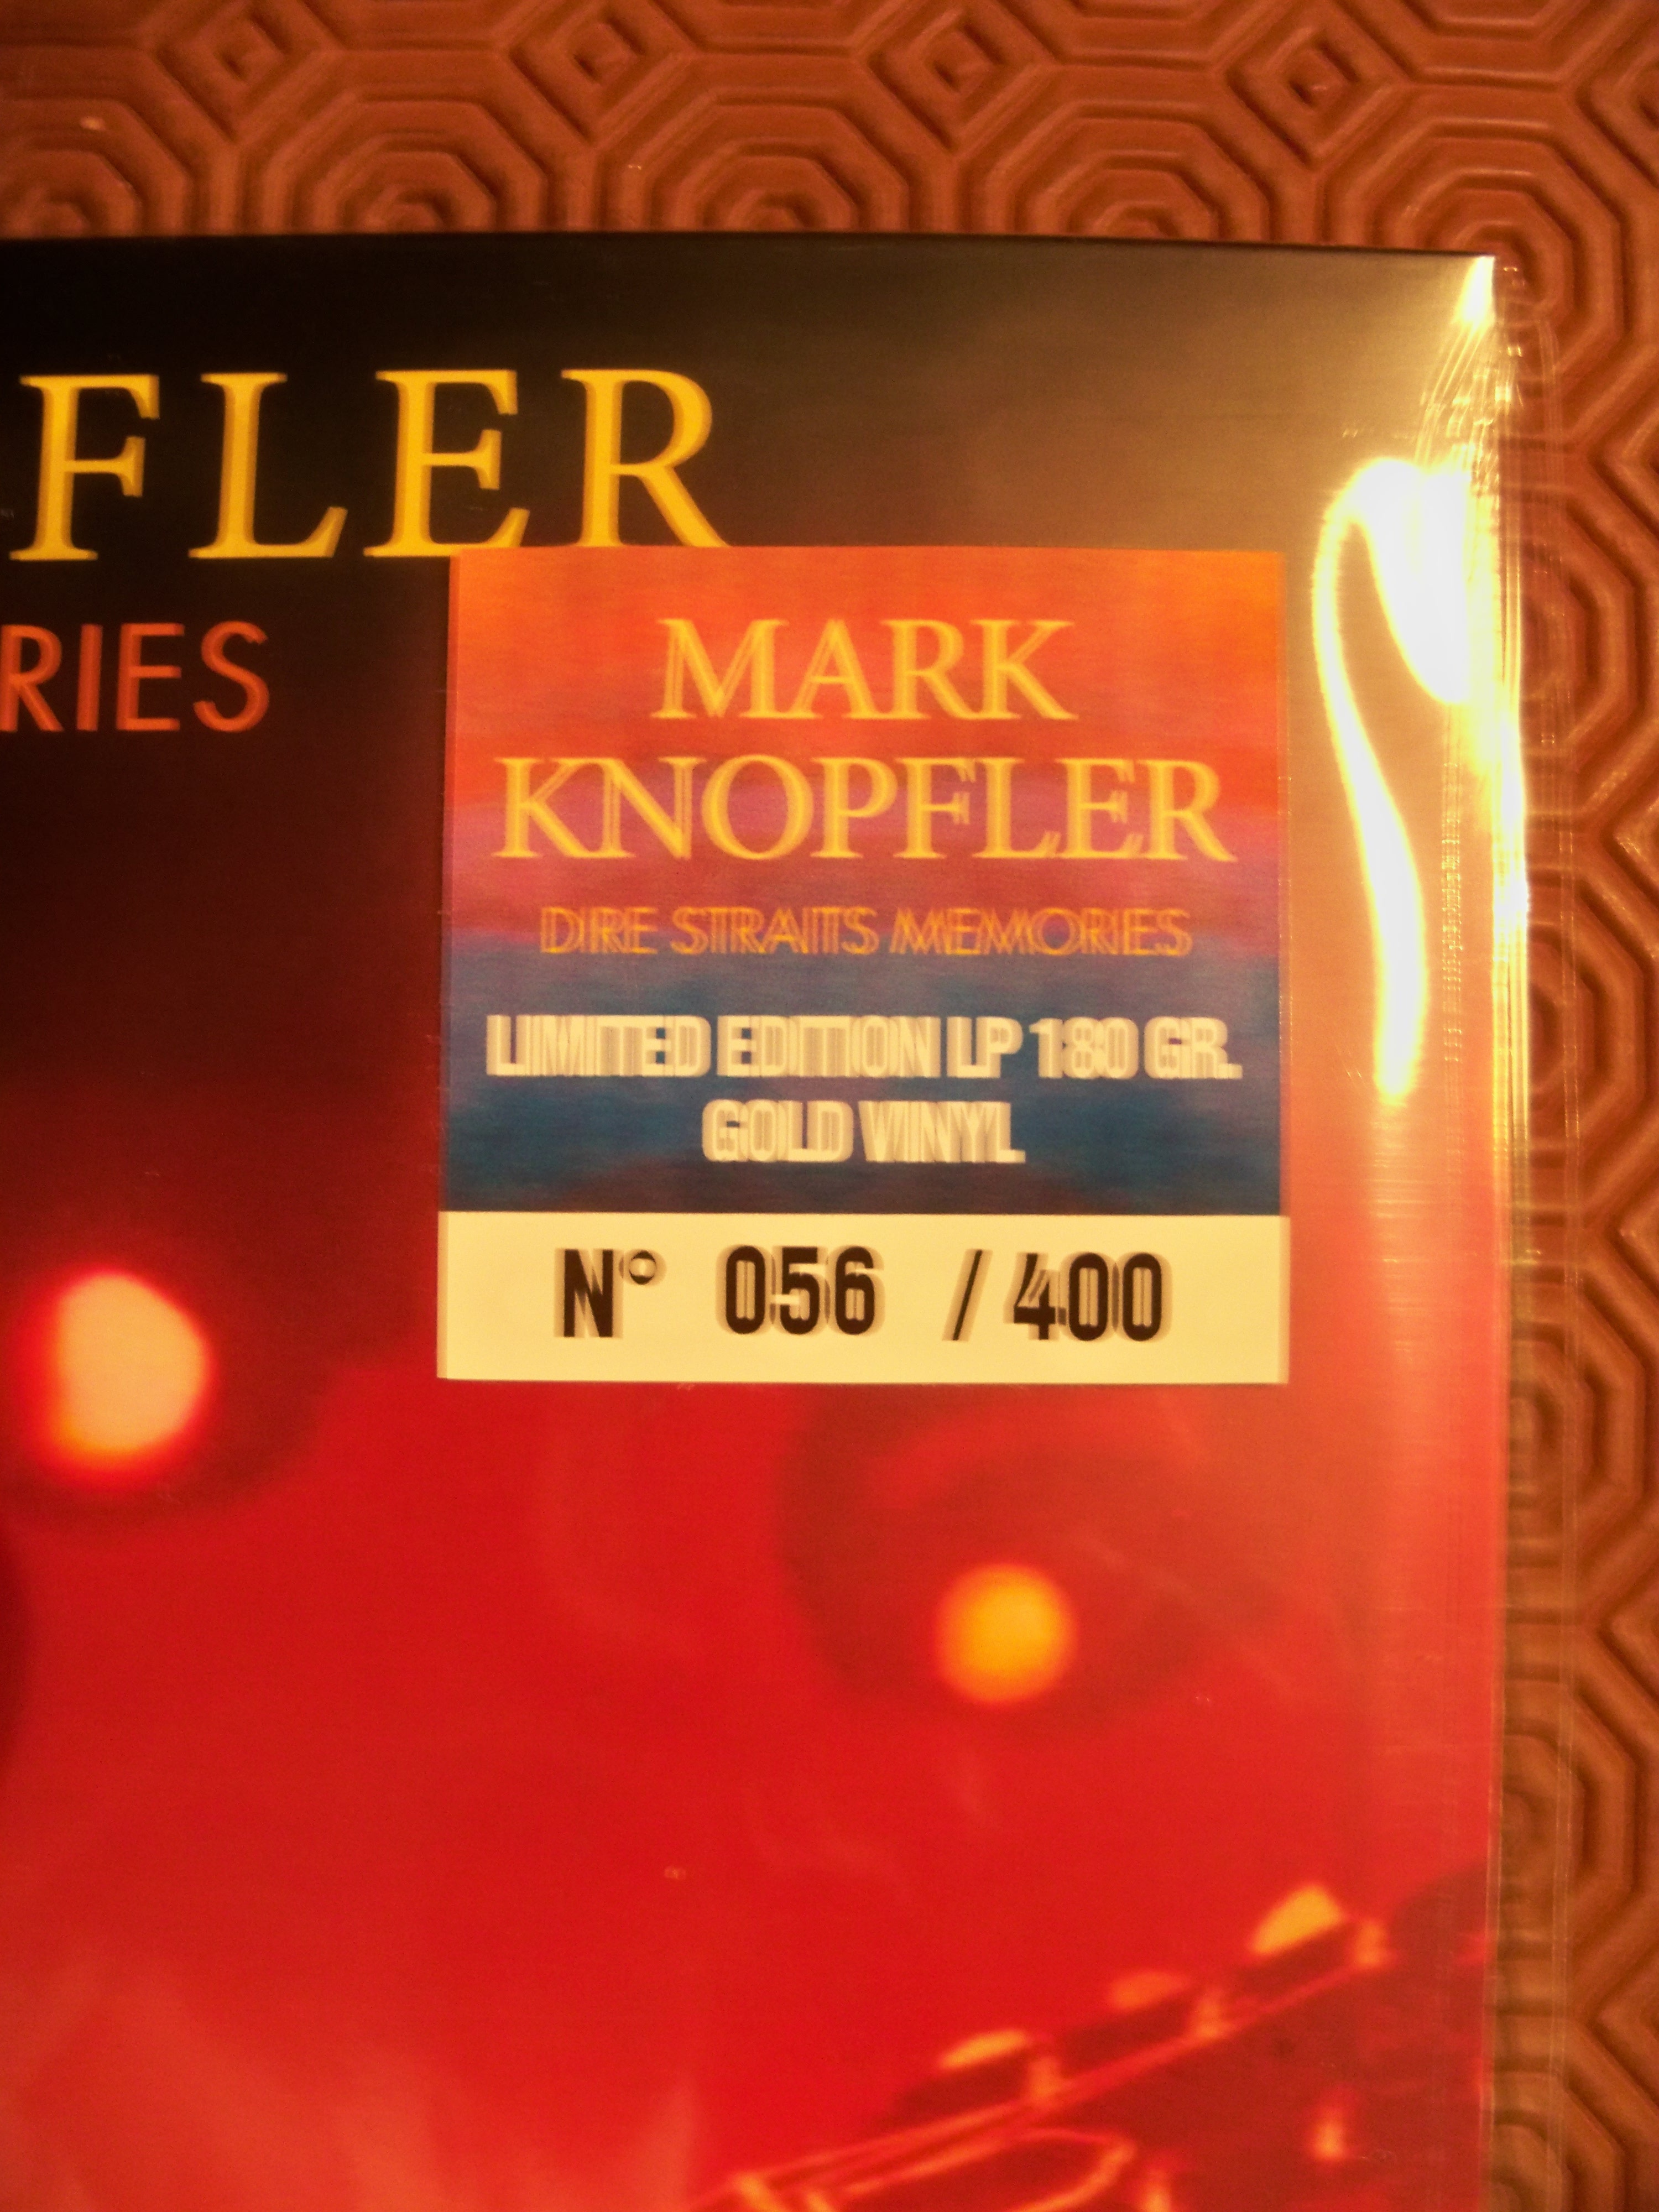 FLER
RIES
MARK
KNOPFLER
DIRE STRAITS MEMORIES
LIMITED EDITION LP 180 GR.
GOLD VINYL
N° 056 / 400